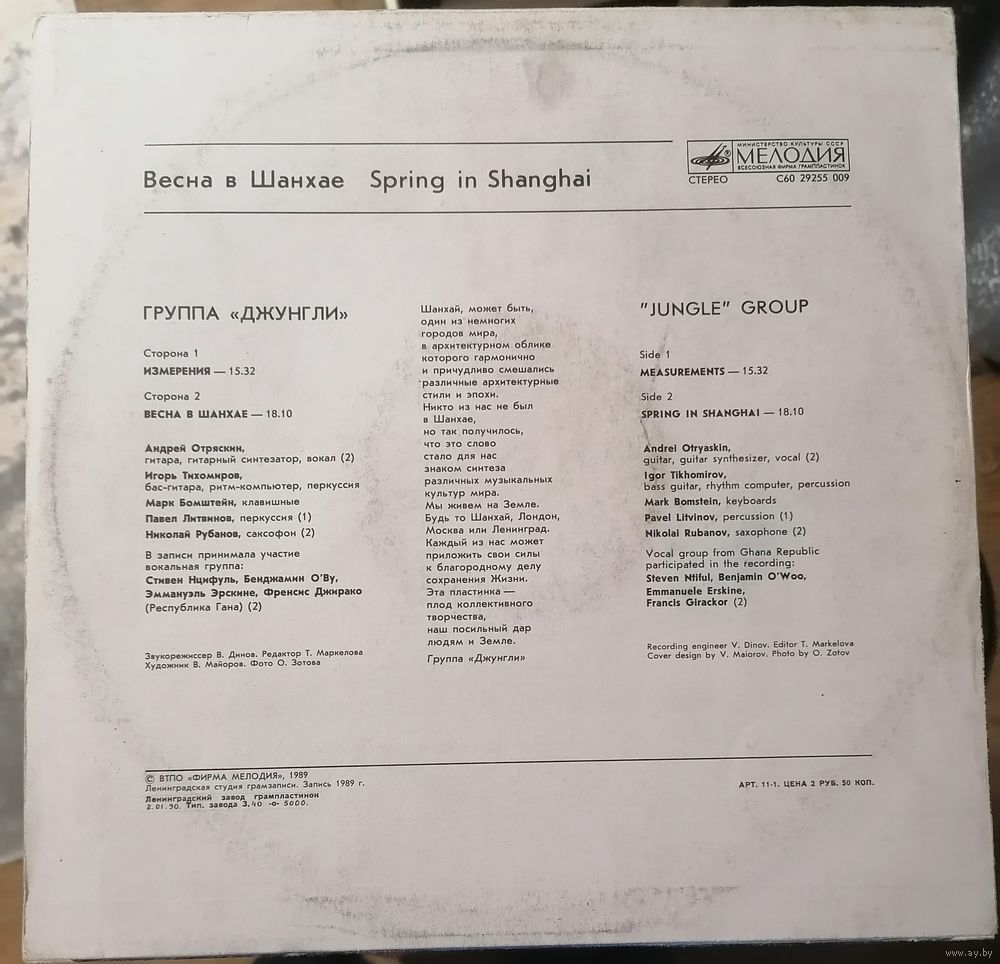 МИНИСТЕРСТВО КУЛЬТУРЫ СССР
МЕЛОДИЯ
ВСЕСОЮЗНАЯ ФИРМА ГРАМПЛАСТИНОК
СТЕРЕО С60 29255 009
Весна в Шанхае Spring in Shanghai
ГРУППА «ДЖУНГЛИ»
Сторона 1
ИЗМЕРЕНИЯ — 15.32
Сторона 2
ВЕСНА В ШАНХАЕ — 18.10
Андрей Отряскин,
гитара, гитарный синтезатор, вокал (2)
Игорь Тихомиров,
бас-гитара, ритм-компьютер, перкуссия
Марк Бомштейн, клавишные
Павел Литвинов, перкуссия (1)
Николай Рубанов, саксофон (2)
В записи принимала участие
вокальная группа:
Стивен Нцифуль, Бенджамин О'Ву,
Эммануэль Эрскине, Френсис Джирако
(Республика Гана) (2)
Звукорежиссер В. Динов. Редактор Т. Маркелова
Художник В. Майоров. Фото О. Зотова
Шанхай, может быть,
один из немногих
городов мира,
в архитектурном облике
которого гармонично
и причудливо смешались
различные архитектурные
стили и эпохи.
Никто из нас не был
в Шанхае,
но так получилось,
что это слово
стало для нас
знаком синтеза
различных музыкальных
культур мира.
Мы живем на Земле.
Будь то Шанхай, Лондон,
Москва или Ленинград.
Каждый из нас может
приложить свои силы
к благородному делу
сохранения Жизни.
Эта пластинка —
плод коллективного
творчества,
наш посильный дар
людям и Земле.
Группа «Джунгли»
"JUNGLE" GROUP
Side 1
MEASUREMENTS — 15.32
Side 2
SPRING IN SHANGHAI — 18.10
Andrei Otryaskin,
guitar, guitar synthesizer, vocal (2)
Igor Tikhomirov,
bass guitar, rhythm computer, percussion
Mark Bomstein, keyboards
Pavel Litvinov, percussion (1)
Nikolai Rubanov, saxophone (2)
Vocal group from Ghana Republic
participated in the recording:
Steven Ntiful, Benjamin O'Woo,
Emmanuele Erskine,
Francis Girackor (2)
Recording engineer V. Dinov. Editor T. Markelova
Cover design by V. Maiorov. Photo by O. Zotov
© ВТПО «ФИРМА МЕЛОДИЯ», 1989
Ленинградская студия грамзаписи. Запись 1989 г.
Ленинградский завод грампластинок
2.01.90. Тип. завода З.40 -о- 5000.
АРТ. 11-1. ЦЕНА 2 РУБ. 50 КОП.
www.ay.by